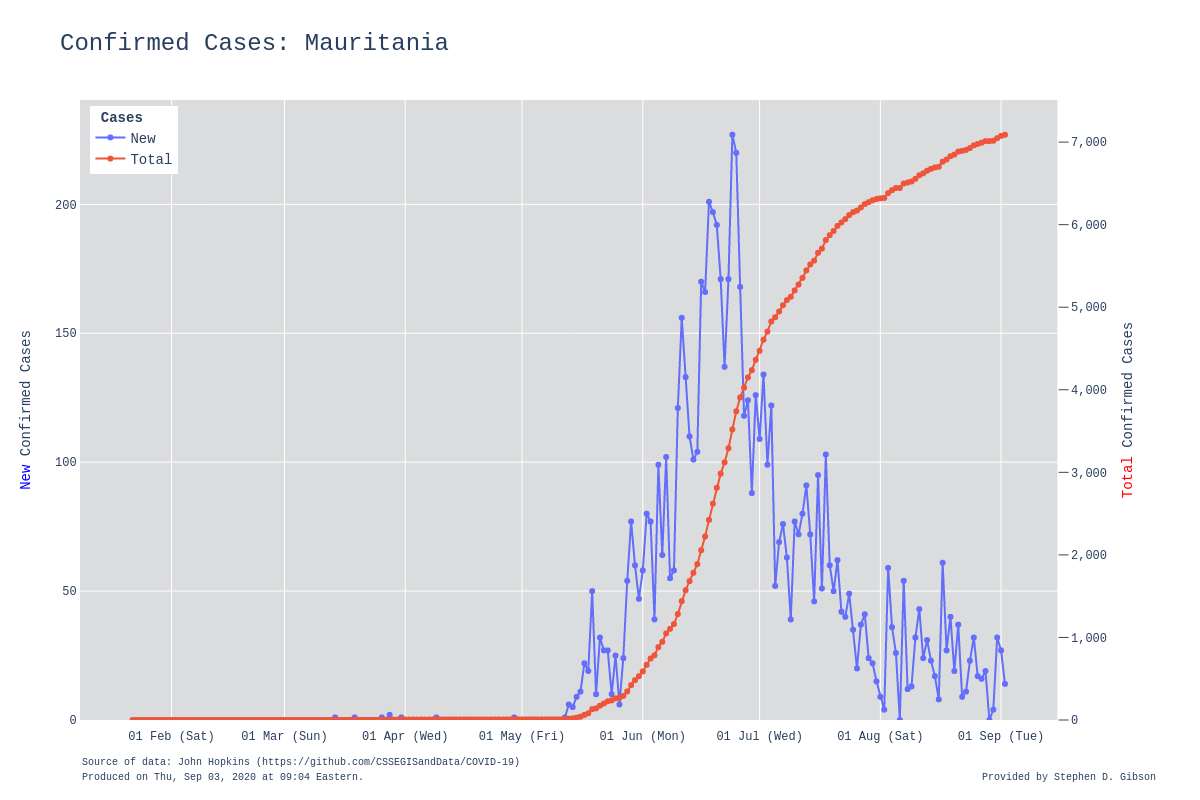 Confirmed Cases: Mauritania
Cases
New
Total
200
150
100
50
0
7,000
6,000
5,000
4,000
3,000
2,000
1,000
0
New Confirmed Cases
Total Confirmed Cases
01 Feb (Sat) 01 Mar (Sun) 01 Apr (Wed) 01 May (Fri) 01 Jun (Mon) 01 Jul (Wed) 01 Aug (Sat) 01 Sep (Tue)
Source of data: John Hopkins (https://github.com/CSSEGISandData/COVID-19)
Produced on Thu, Sep 03, 2020 at 09:04 Eastern.
Provided by Stephen D. Gibson